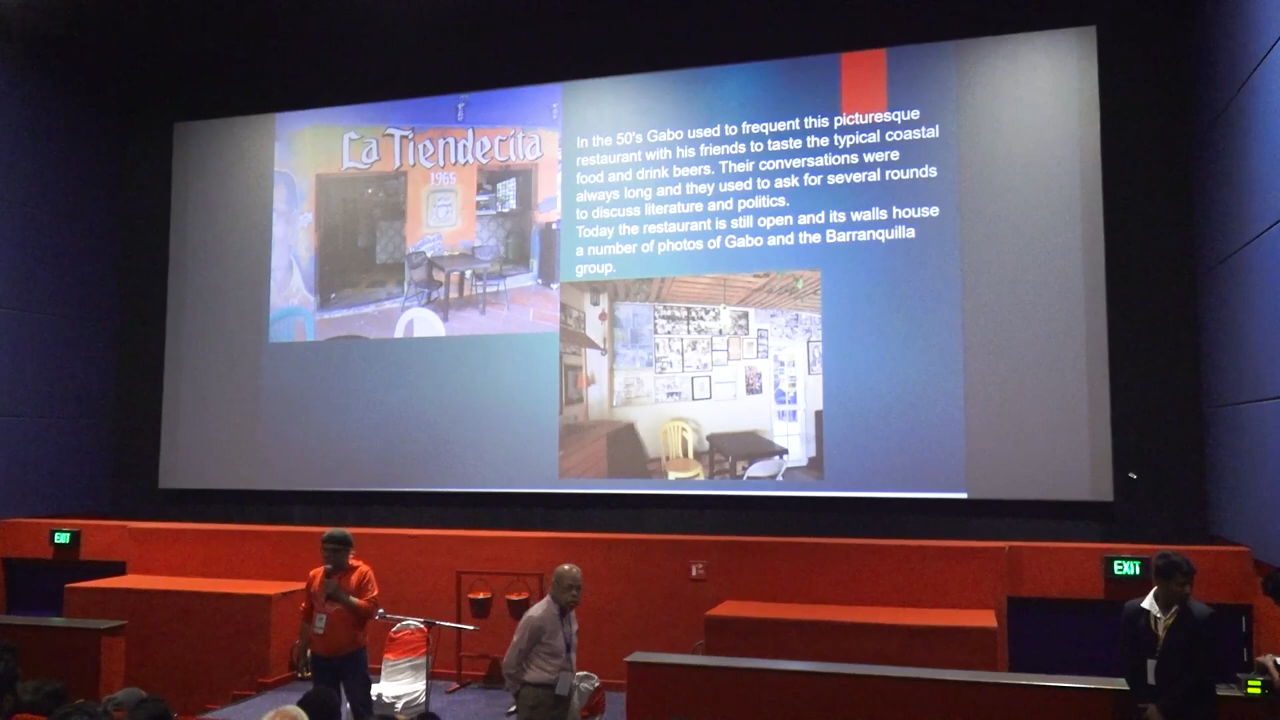 La Tiendecita
1965
In the 50's Gabo used to frequent this picturesque
restaurant with his friends to taste the typical coastal
food and drink beers. Their conversations were
always long and they used to ask for several rounds
to discuss literature and politics.
Today the restaurant is still open and its walls house
a number of photos of Gabo and the Barranquilla
group.
EXIT
EXIT